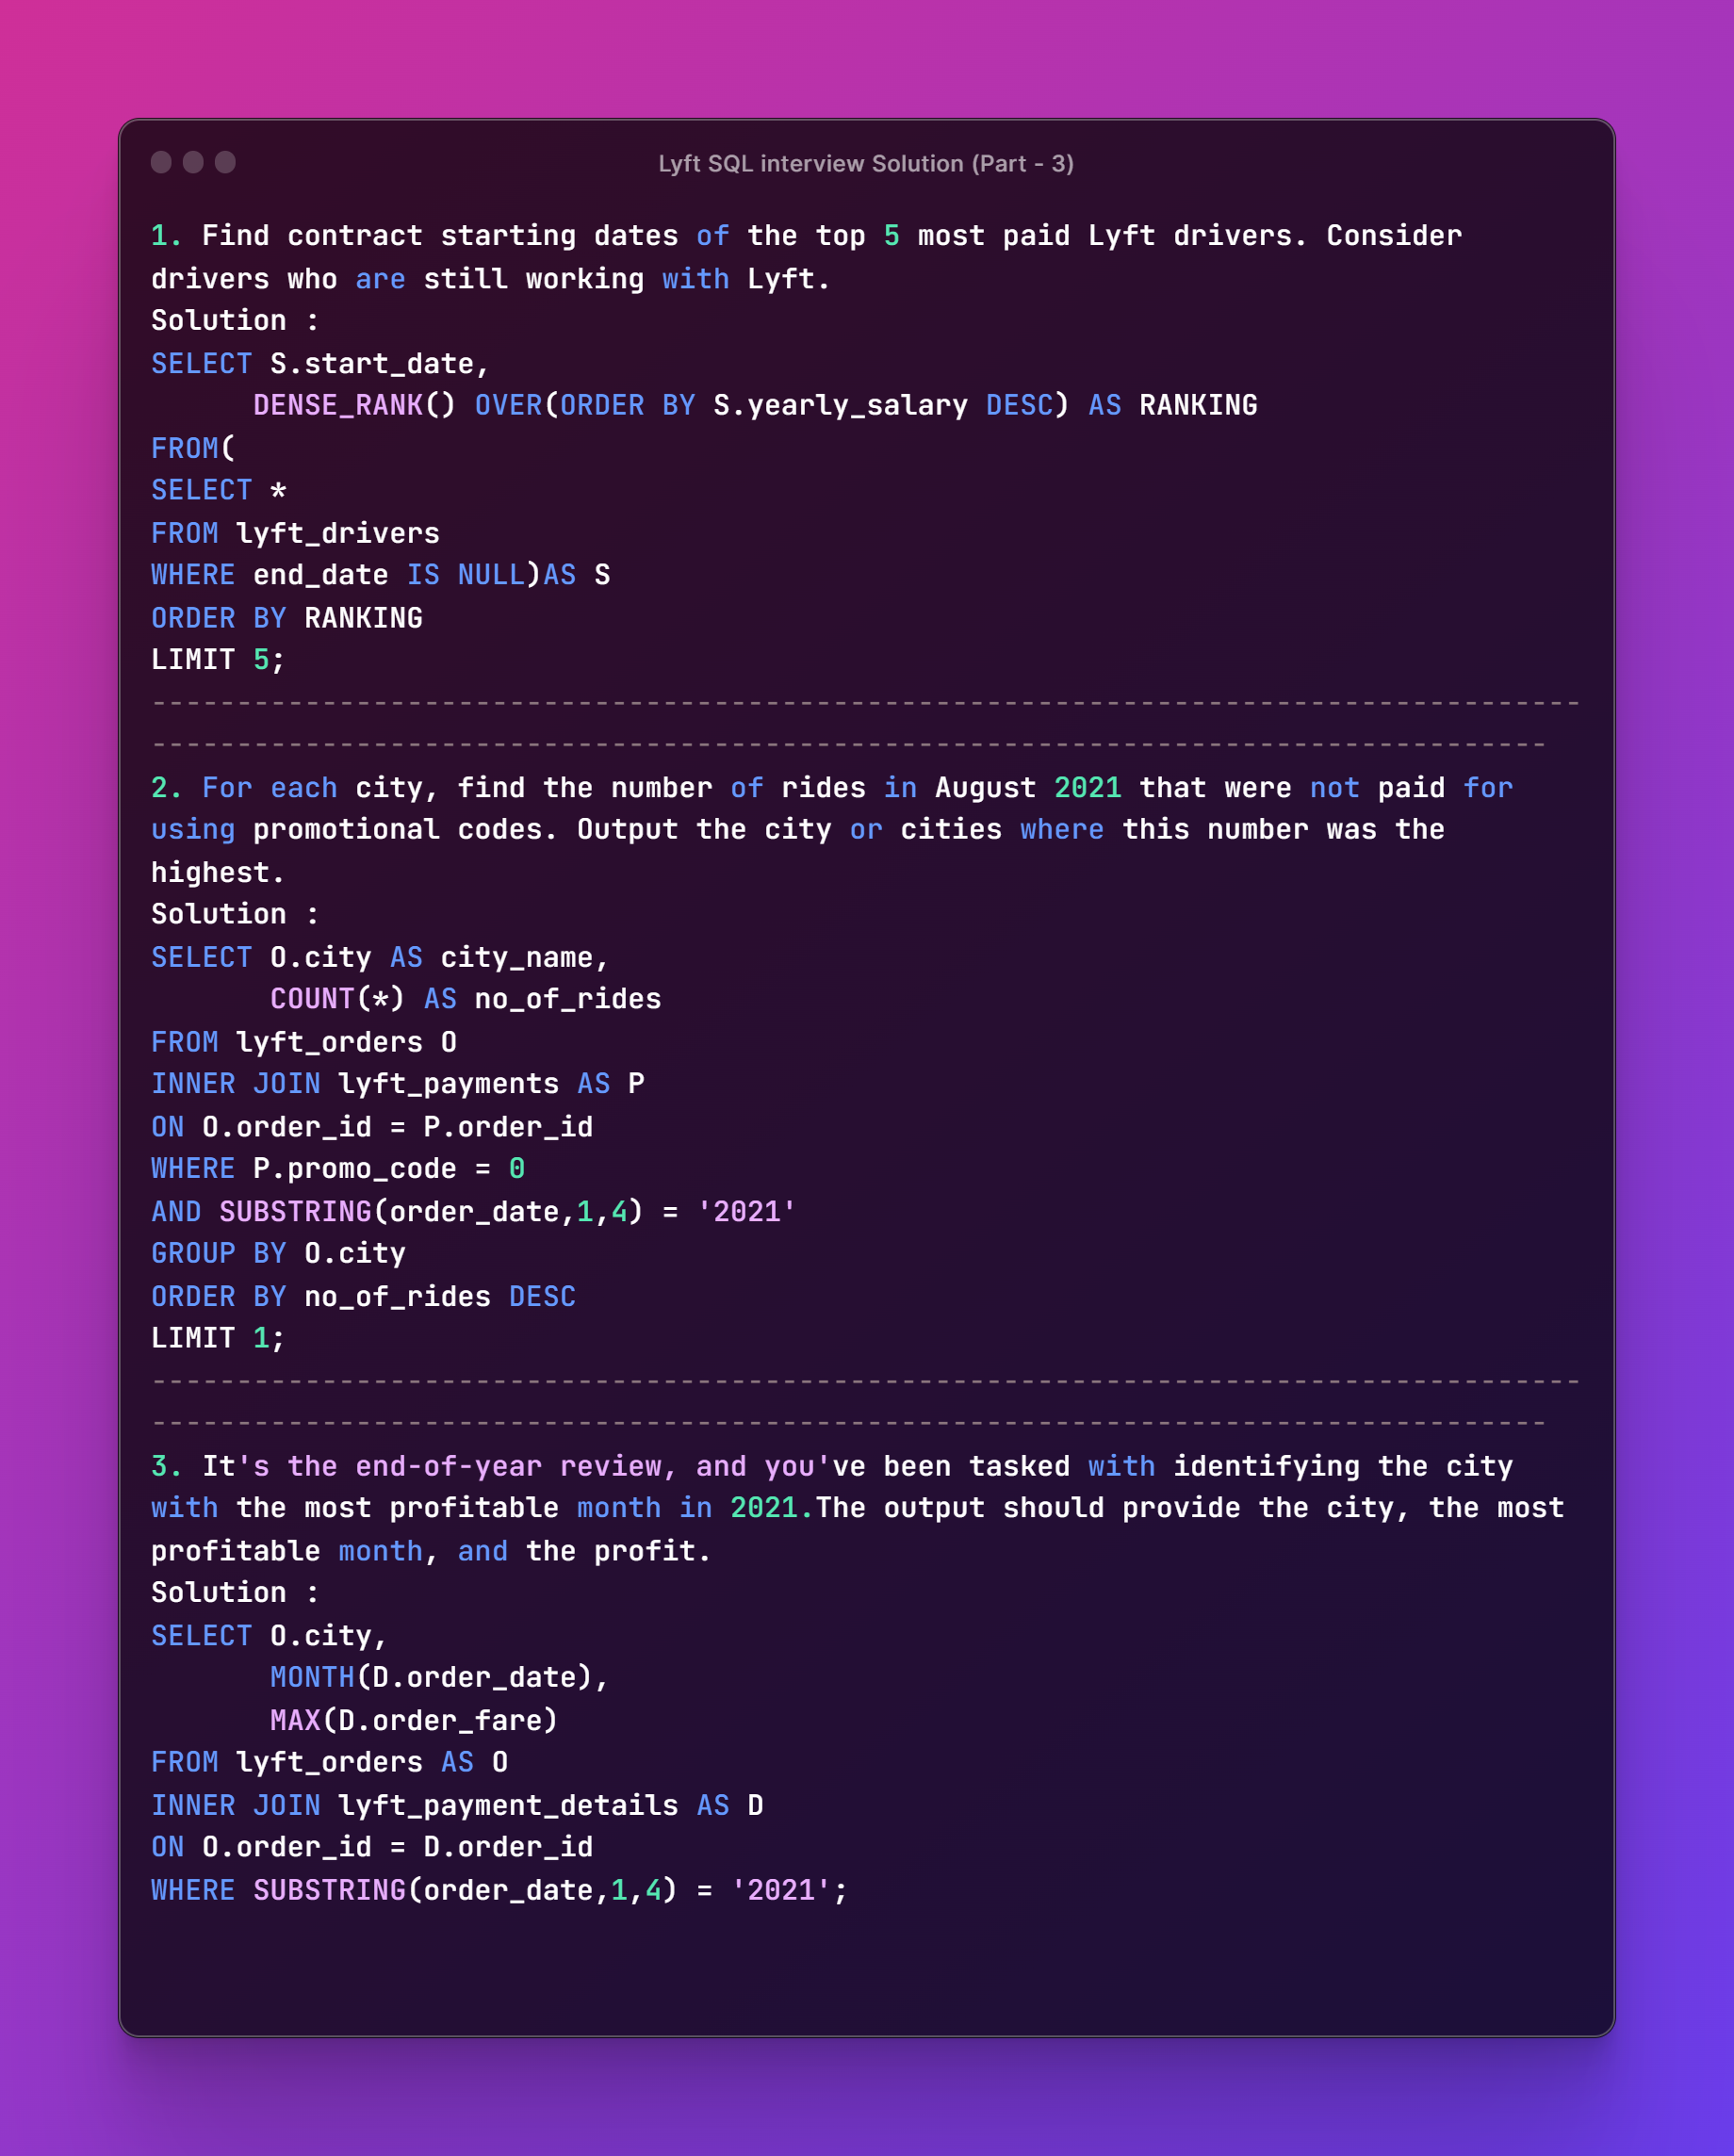 Lyft SQL interview Solution (Part - 3)
1. Find contract starting dates of the top 5 most paid Lyft drivers. Consider
drivers who are still working with Lyft.
Solution :
SELECT S.start_date,
      DENSE_RANK() OVER(ORDER BY S.yearly_salary DESC) AS RANKING
FROM(
SELECT *
FROM lyft_drivers
WHERE end_date IS NULL)AS S
ORDER BY RANKING
LIMIT 5;
------------------------------------------------------------------------------------
----------------------------------------------------------------------------------
2. For each city, find the number of rides in August 2021 that were not paid for
using promotional codes. Output the city or cities where this number was the
highest.
Solution :
SELECT O.city AS city_name,
       COUNT(*) AS no_of_rides
FROM lyft_orders O
INNER JOIN lyft_payments AS P
ON O.order_id = P.order_id
WHERE P.promo_code = 0
AND SUBSTRING(order_date,1,4) = '2021'
GROUP BY O.city
ORDER BY no_of_rides DESC
LIMIT 1;
------------------------------------------------------------------------------------
----------------------------------------------------------------------------------
3. It's the end-of-year review, and you've been tasked with identifying the city
with the most profitable month in 2021.The output should provide the city, the most
profitable month, and the profit.
Solution :
SELECT O.city,
       MONTH(D.order_date),
       MAX(D.order_fare)
FROM lyft_orders AS O
INNER JOIN lyft_payment_details AS D
ON O.order_id = D.order_id
WHERE SUBSTRING(order_date,1,4) = '2021';